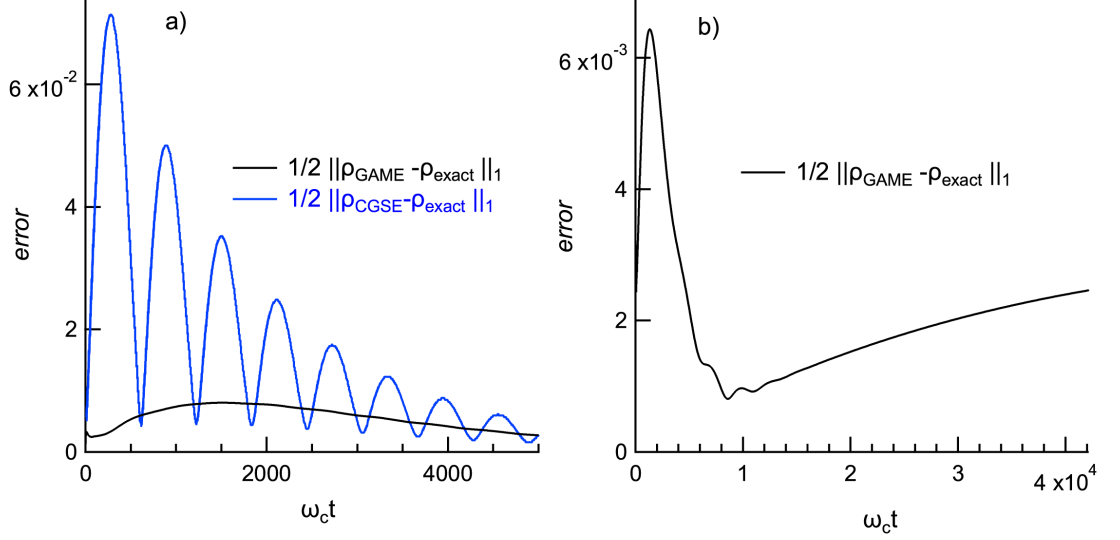 a)
6 x10⁻²
4
2
0
error
1/2 ||ρGAME -ρexact ||1
1/2 ||ρCGSE-ρexact ||1
0
2000
4000
ωct
b)
6 x10⁻³
4
2
0
error
1/2 ||ρGAME -ρexact ||1
0
1
2
3
4 x10⁴
ωct